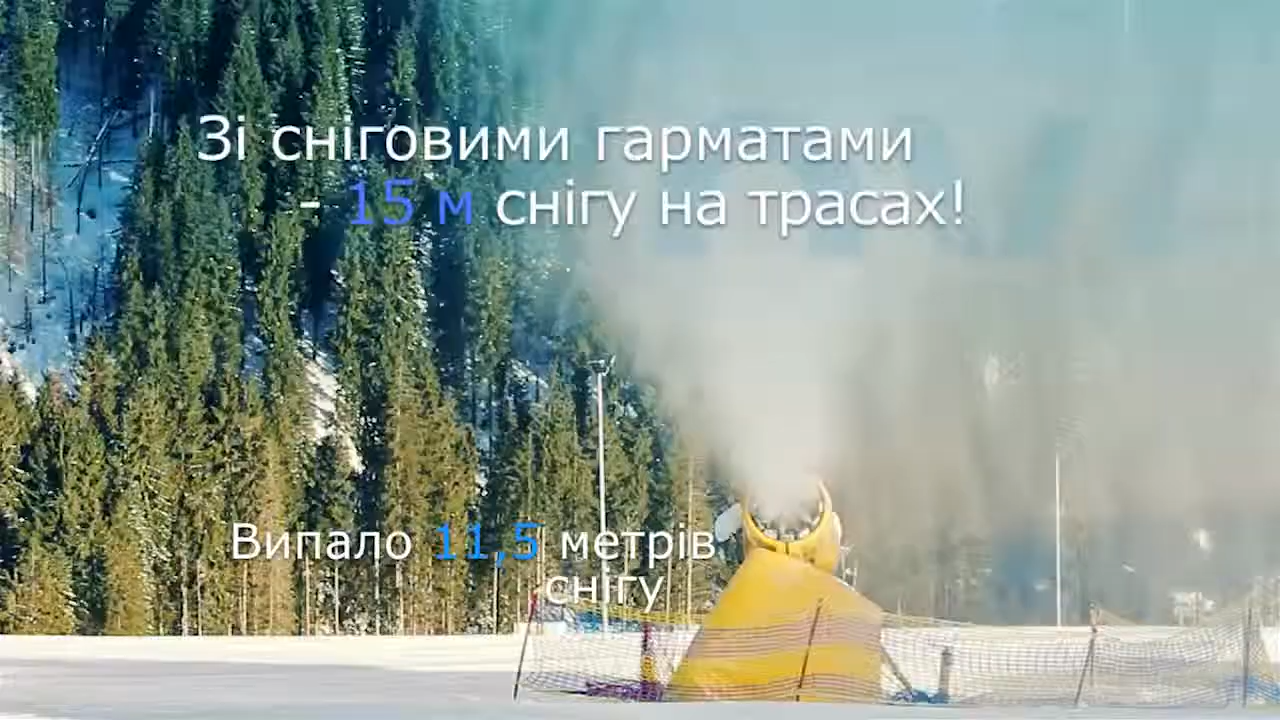 Зі сніговими гарматами
- 15 м снігу на трасах!
Випало 11,5 метрів
снігу